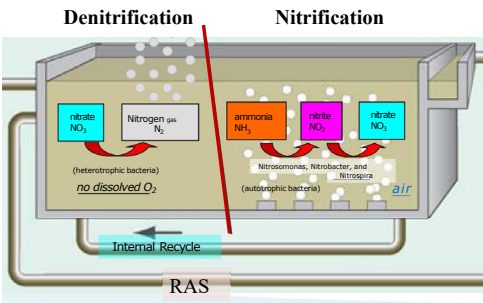 Denitrification
Nitrification
nitrate
NO3
Nitrogen gas
N2
ammonia
NH3
nitrite
NO2
nitrate
NO3
(heterotrophic bacteria)
no dissolved O2
Nitrosomonas, Nitrobacter, and
Nitrospira
(autotrophic bacteria)
air
Internal Recycle
RAS